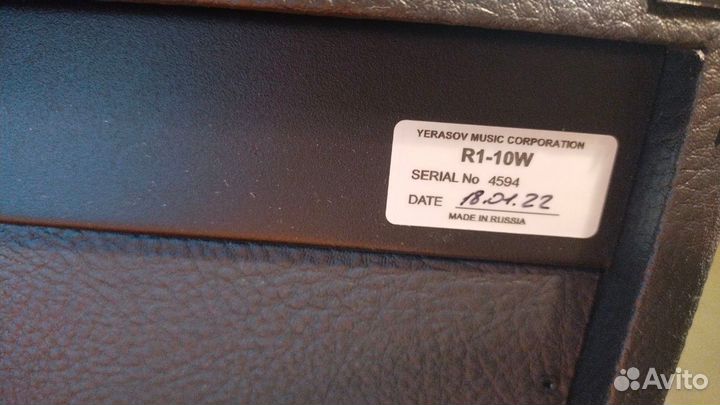 YERASOV MUSIC CORPORATION
R1-10W
SERIAL No 4594
DATE 18.01.22
MADE IN RUSSIA
Avito